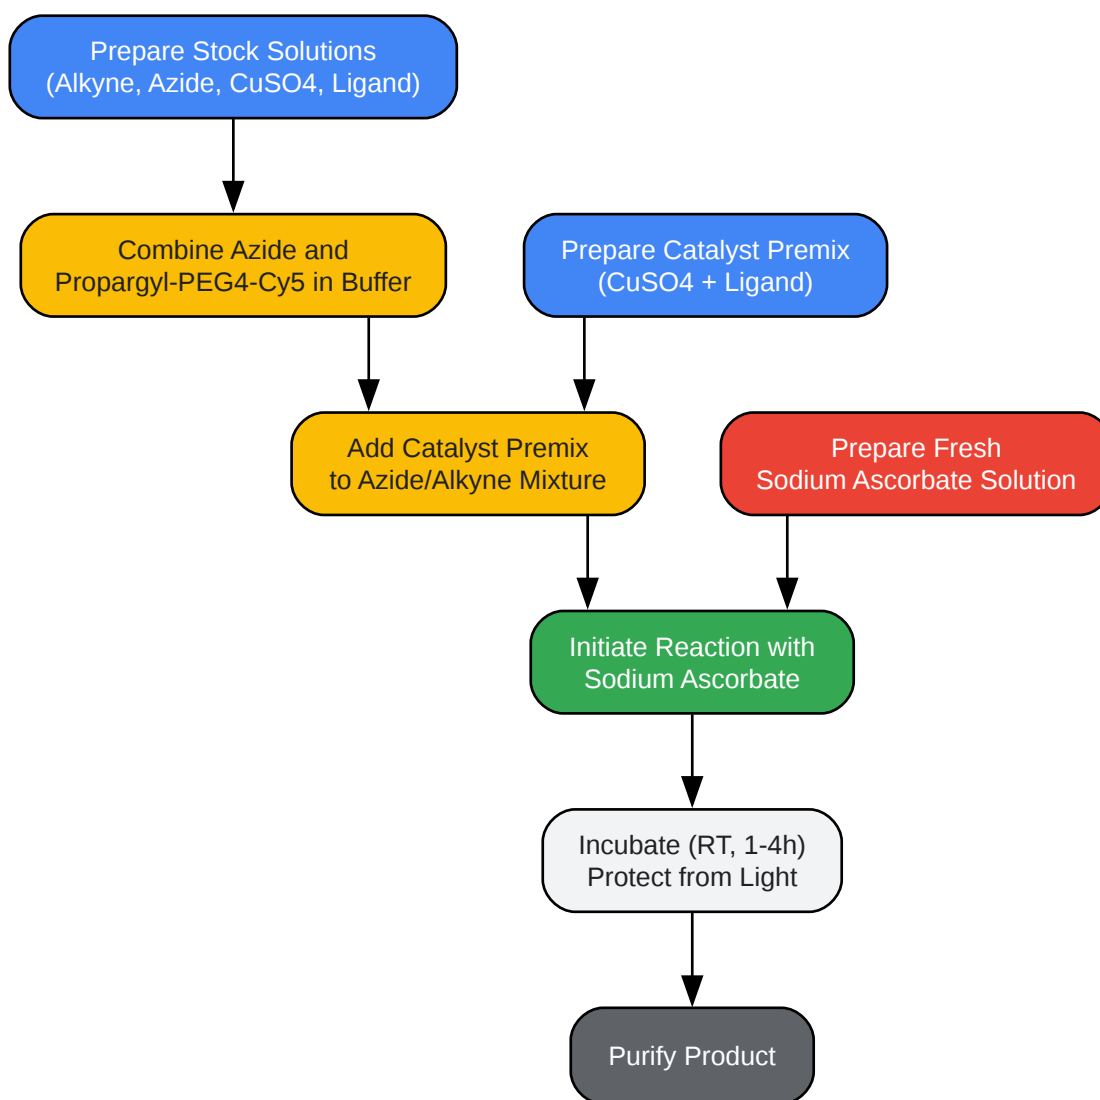 Prepare Stock Solutions
(Alkyne, Azide, CuSO4, Ligand)
Combine Azide and
Propargyl-PEG4-Cy5 in Buffer
Prepare Catalyst Premix
(CuSO4 + Ligand)
Add Catalyst Premix
to Azide/Alkyne Mixture
Prepare Fresh
Sodium Ascorbate Solution
Initiate Reaction with
Sodium Ascorbate
Incubate (RT, 1-4h)
Protect from Light
Purify Product